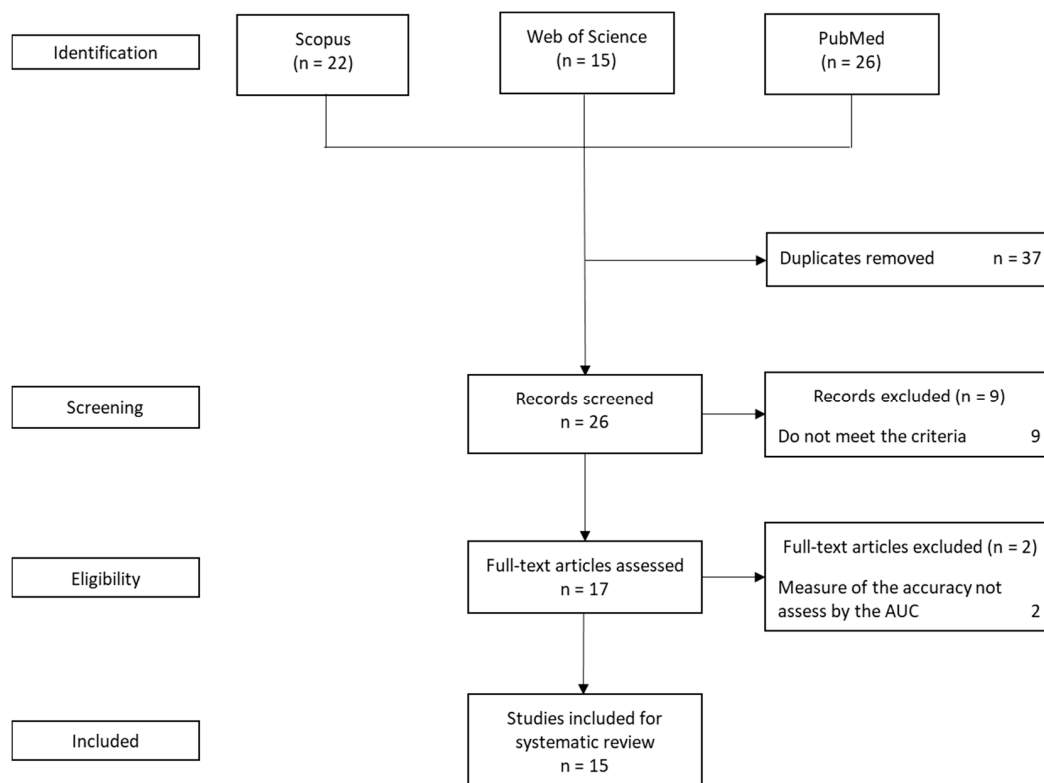 Identification
Scopus
(n = 22)
Web of Science
(n = 15)
PubMed
(n = 26)
Duplicates removed n = 37
Screening
Records screened
n = 26
Records excluded (n = 9)
Do not meet the criteria 9
Eligibility
Full-text articles assessed
n = 17
Full-text articles excluded (n = 2)
Measure of the accuracy not
assess by the AUC 2
Included
Studies included for
systematic review
n = 15